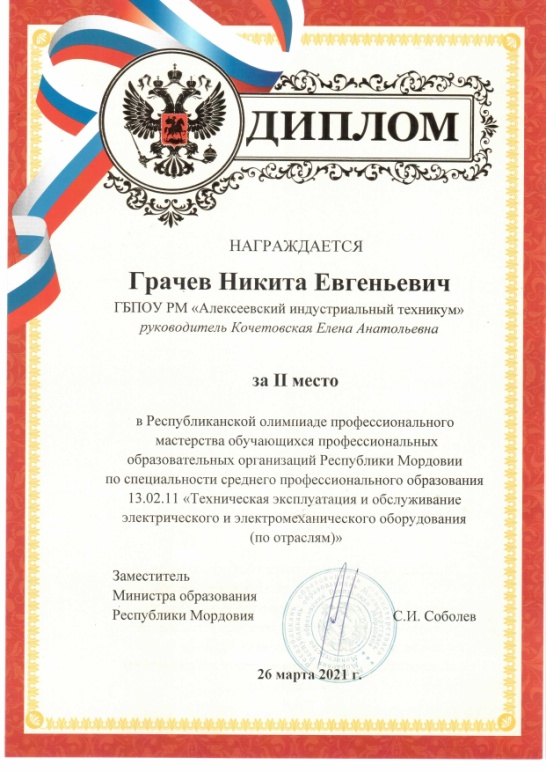 ДИПЛОМ
НАГРАЖДАЕТСЯ
Грачев Никита Евгеньевич
ГБПОУ РМ «Алексеевский индустриальный техникум»
руководитель Кочетовская Елена Анатольевна
за II место
в Республиканской олимпиаде профессионального
мастерства обучающихся профессиональных
образовательных организаций Республики Мордовии
по специальности среднего профессионального образования
13.02.11 «Техническая эксплуатация и обслуживание
электрического и электромеханического оборудования
(по отраслям)»
Заместитель
Министра образования
Республики Мордовия
С.И. Соболев
26 марта 2021 г.